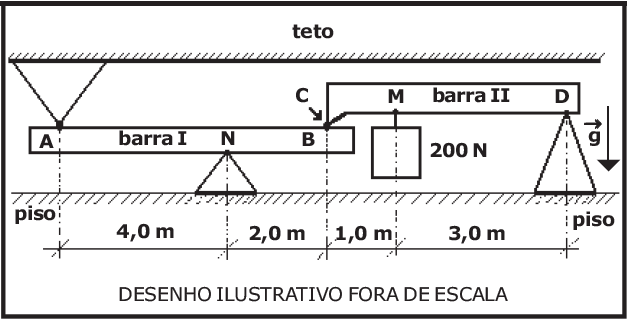 teto
C M barra II D
A barra I N B g
200 N
piso piso
4,0 m 2,0 m 1,0 m 3,0 m
DESENHO ILUSTRATIVO FORA DE ESCALA